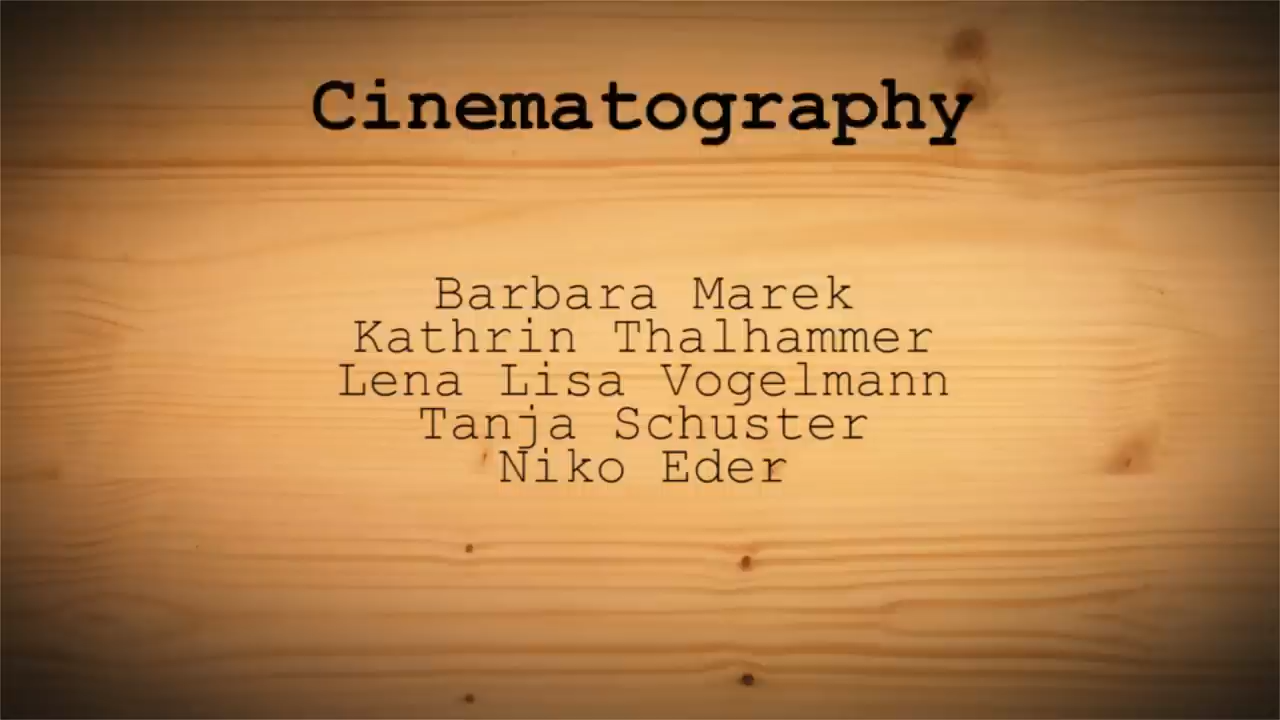 Cinematography
Barbara Marek
Kathrin Thalhammer
Lena Lisa Vogelmann
Tanja Schuster
Niko Eder